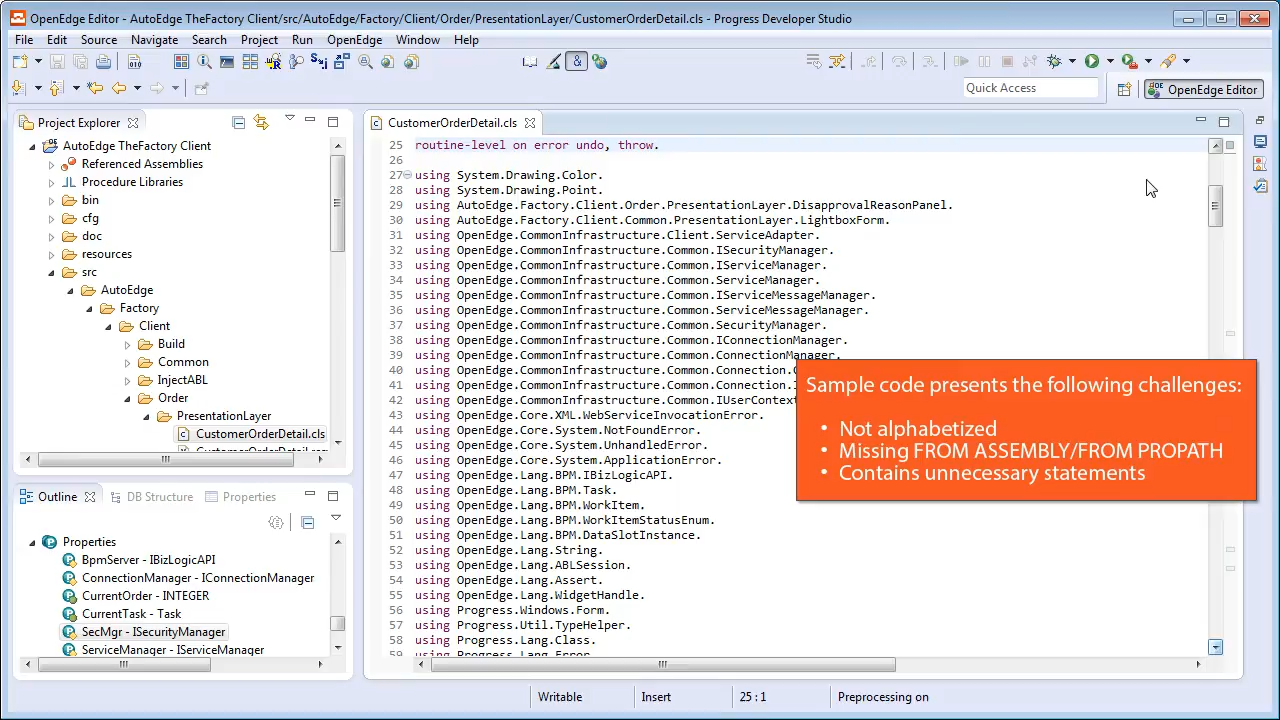 OpenEdge Editor - AutoEdge TheFactory Client/src/AutoEdge/Factory/Client/Order/PresentationLayer/CustomerOrderDetail.cls - Progress Developer Studio
File Edit Source Navigate Search Project Run OpenEdge Window Help
Quick Access
OpenEdge Editor
Project Explorer
AutoEdge TheFactory Client
Referenced Assemblies
Procedure Libraries
bin
cfg
doc
resources
src
AutoEdge
Factory
Client
Build
Common
InjectABL
Order
PresentationLayer
CustomerOrderDetail.cls
Outline DB Structure Properties
Properties
BpmServer - IBizLogicAPI
ConnectionManager - IConnectionManager
CurrentOrder - INTEGER
CurrentTask - Task
SecMgr - ISecurityManager
ServiceManager - IServiceManager
CustomerOrderDetail.cls
25 routine-level on error undo, throw.
26
27 using System.Drawing.Color.
28 using System.Drawing.Point.
29 using AutoEdge.Factory.Client.Order.PresentationLayer.DisapprovalReasonPanel.
30 using AutoEdge.Factory.Client.Common.PresentationLayer.LightboxForm.
31 using OpenEdge.CommonInfrastructure.Client.ServiceAdapter.
32 using OpenEdge.CommonInfrastructure.Common.ISecurityManager.
33 using OpenEdge.CommonInfrastructure.Common.IServiceManager.
34 using OpenEdge.CommonInfrastructure.Common.ServiceManager.
35 using OpenEdge.CommonInfrastructure.Common.IServiceMessageManager.
36 using OpenEdge.CommonInfrastructure.Common.ServiceMessageManager.
37 using OpenEdge.CommonInfrastructure.Common.SecurityManager.
38 using OpenEdge.CommonInfrastructure.Common.IConnectionManager.
39 using OpenEdge.CommonInfrastructure.Common.ConnectionManager.
40 using OpenEdge.CommonInfrastructure.Common.Connection.
41 using OpenEdge.CommonInfrastructure.Common.Connection.
42 using OpenEdge.CommonInfrastructure.Common.IUserContext
43 using OpenEdge.Core.XML.WebServiceInvocationError.
44 using OpenEdge.Core.System.NotFoundError.
45 using OpenEdge.Core.System.UnhandledError.
46 using OpenEdge.Core.System.ApplicationError.
47 using OpenEdge.Lang.BPM.IBizLogicAPI.
48 using OpenEdge.Lang.BPM.Task.
49 using OpenEdge.Lang.BPM.WorkItem.
50 using OpenEdge.Lang.BPM.WorkItemStatusEnum.
51 using OpenEdge.Lang.BPM.DataSlotInstance.
52 using OpenEdge.Lang.String.
53 using OpenEdge.Lang.ABLSession.
54 using OpenEdge.Lang.Assert.
55 using OpenEdge.Lang.WidgetHandle.
56 using Progress.Windows.Form.
57 using Progress.Util.TypeHelper.
58 using Progress.Lang.Class.
59 using Progress.Lang.Error
Sample code presents the following challenges:
• Not alphabetized
• Missing FROM ASSEMBLY/FROM PROPATH
• Contains unnecessary statements
Writable Insert 25 : 1 Preprocessing on